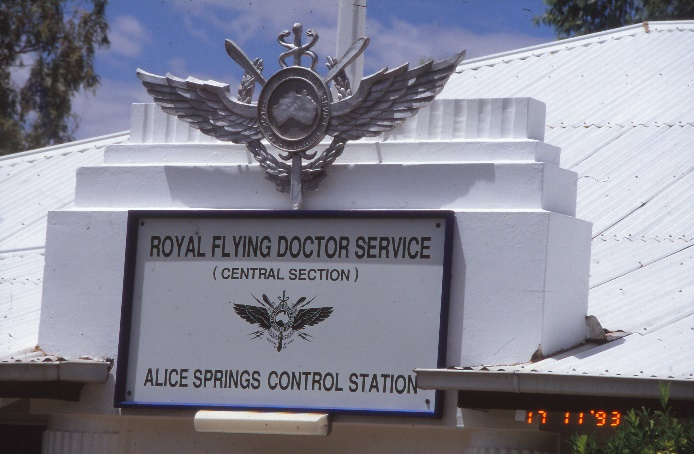 ROYAL FLYING DOCTOR SERVICE
( CENTRAL SECTION )
ALICE SPRINGS CONTROL STATION
17 11 '93